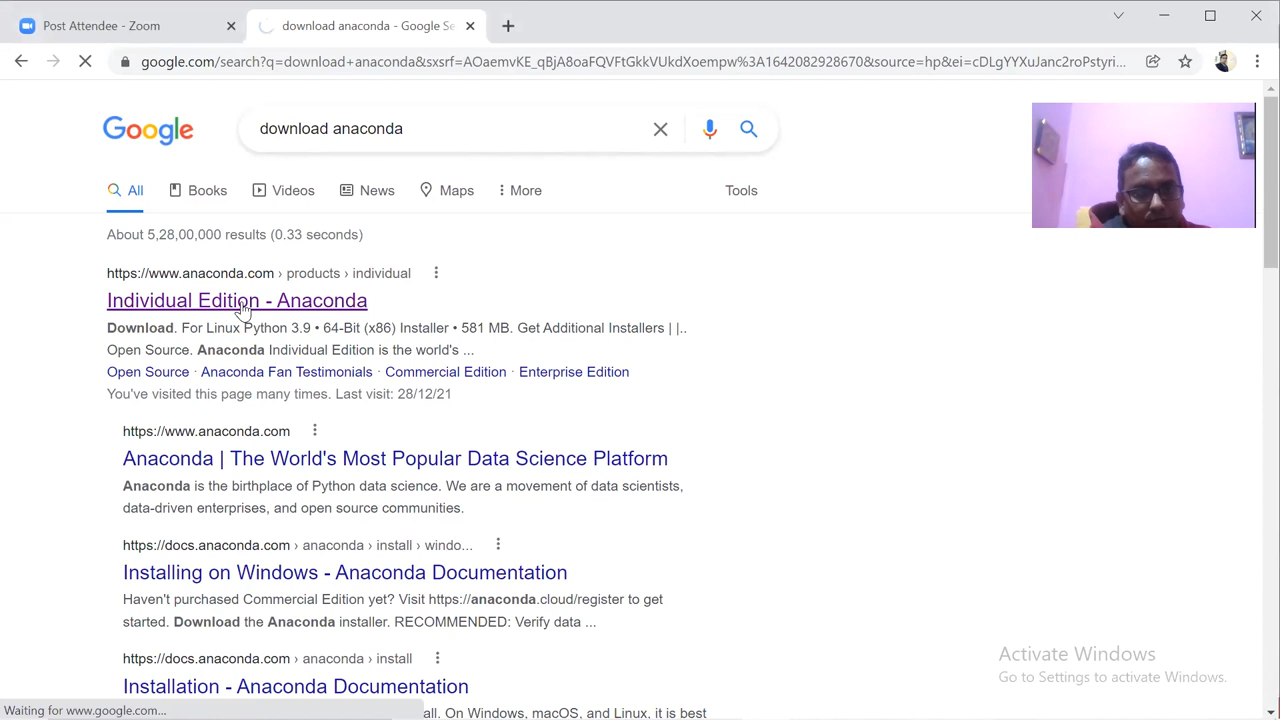 Post Attendee - Zoom
download anaconda - Google Se
google.com/search?q=download+anaconda&sxsrf=AOaemvKE_qBjA8oaFQVFtGkkVUkdXoempw%3A1642082928670&source=hp&ei=cDLgYYXuJanc2roPstyri...
Google
download anaconda
All
Books
Videos
News
Maps
More
Tools
About 5,28,00,000 results (0.33 seconds)
https://www.anaconda.com › products › individual
Individual Edition - Anaconda
Download. For Linux Python 3.9 • 64-Bit (x86) Installer • 581 MB. Get Additional Installers | |..
Open Source. Anaconda Individual Edition is the world's ...
Open Source · Anaconda Fan Testimonials · Commercial Edition · Enterprise Edition
You've visited this page many times. Last visit: 28/12/21
https://www.anaconda.com
Anaconda | The World's Most Popular Data Science Platform
Anaconda is the birthplace of Python data science. We are a movement of data scientists,
data-driven enterprises, and open source communities.
https://docs.anaconda.com › anaconda › install › windo...
Installing on Windows - Anaconda Documentation
Haven't purchased Commercial Edition yet? Visit https://anaconda.cloud/register to get
started. Download the Anaconda installer. RECOMMENDED: Verify data ...
https://docs.anaconda.com › anaconda › install
Installation - Anaconda Documentation
all. On Windows, macOS, and Linux, it is best
Activate Windows
Go to Settings to activate Windows.
Waiting for www.google.com...